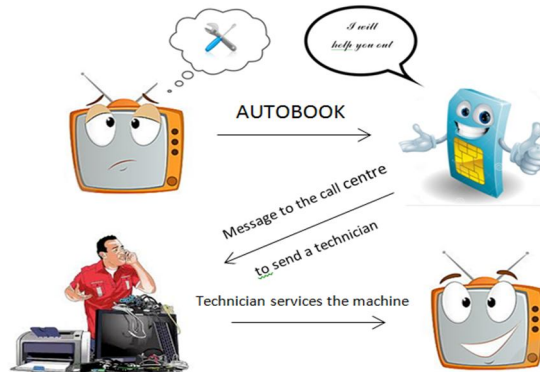 I will
help you out
AUTOBOOK
Message to the call centre
to send a technician
Technician services the machine